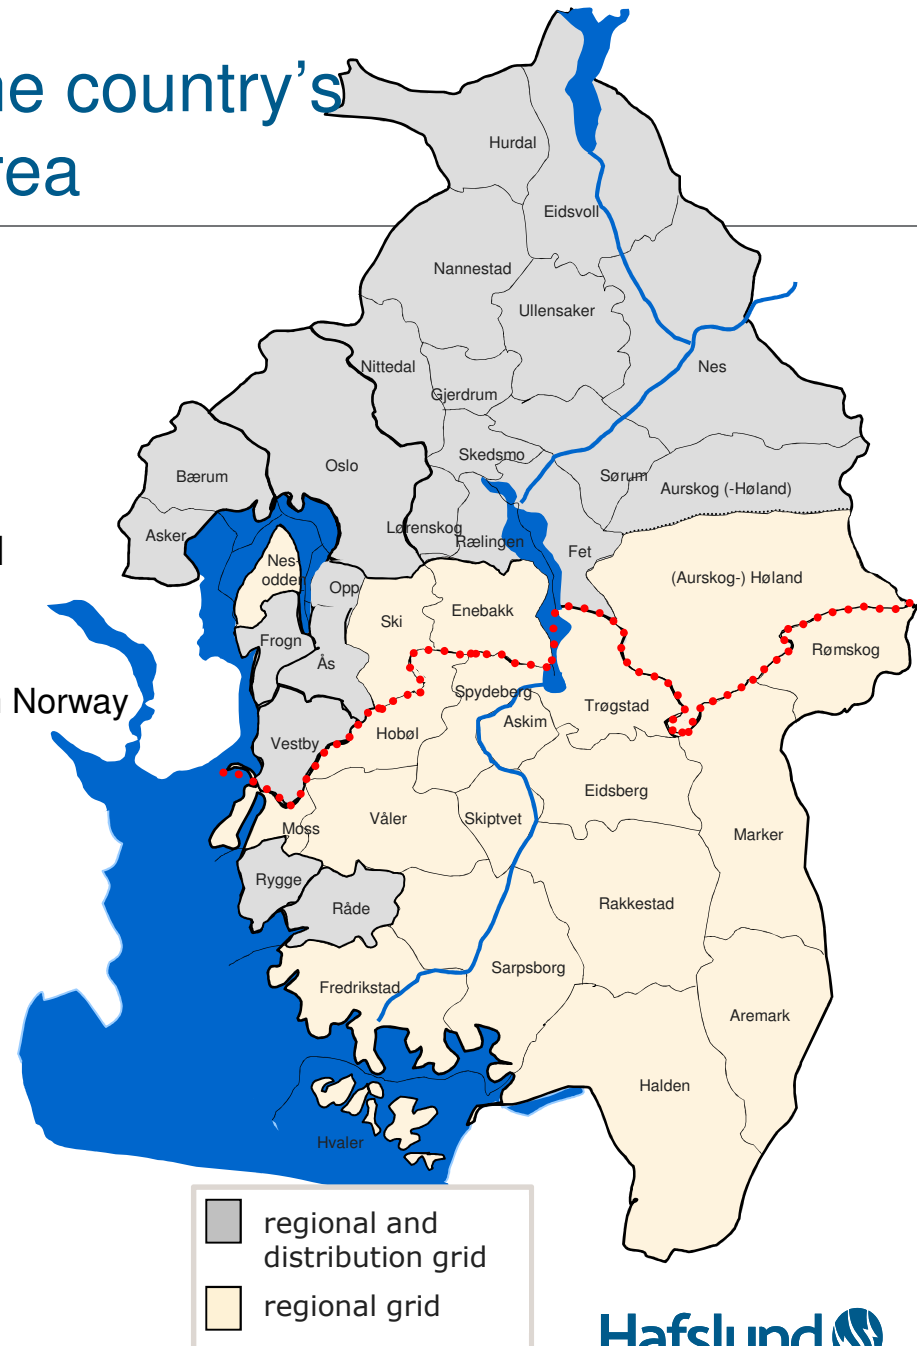 ne country's
rea
Hurdal
Eidsvoll
Nannestad
Ullensaker
Nittedal
Nes
Gjerdrum
Skedsmo
Oslo
Bærum
Sørum
Aurskog (-Høland)
Lørenskog
Asker
Rælingen
Fet
Nes-
odden
(Aurskog-) Høland
Opp
Enebakk
Ski
Frogn
Rømskog
Ås
n Norway
Spydeberg
Trøgstad
Askim
Hobøl
Vestby
Eidsberg
Våler
Skiptvet
Moss
Marker
Rygge
Rakkestad
Råde
Sarpsborg
Fredrikstad
Aremark
Halden
Hvaler
regional and
distribution grid
regional grid
Hafslund